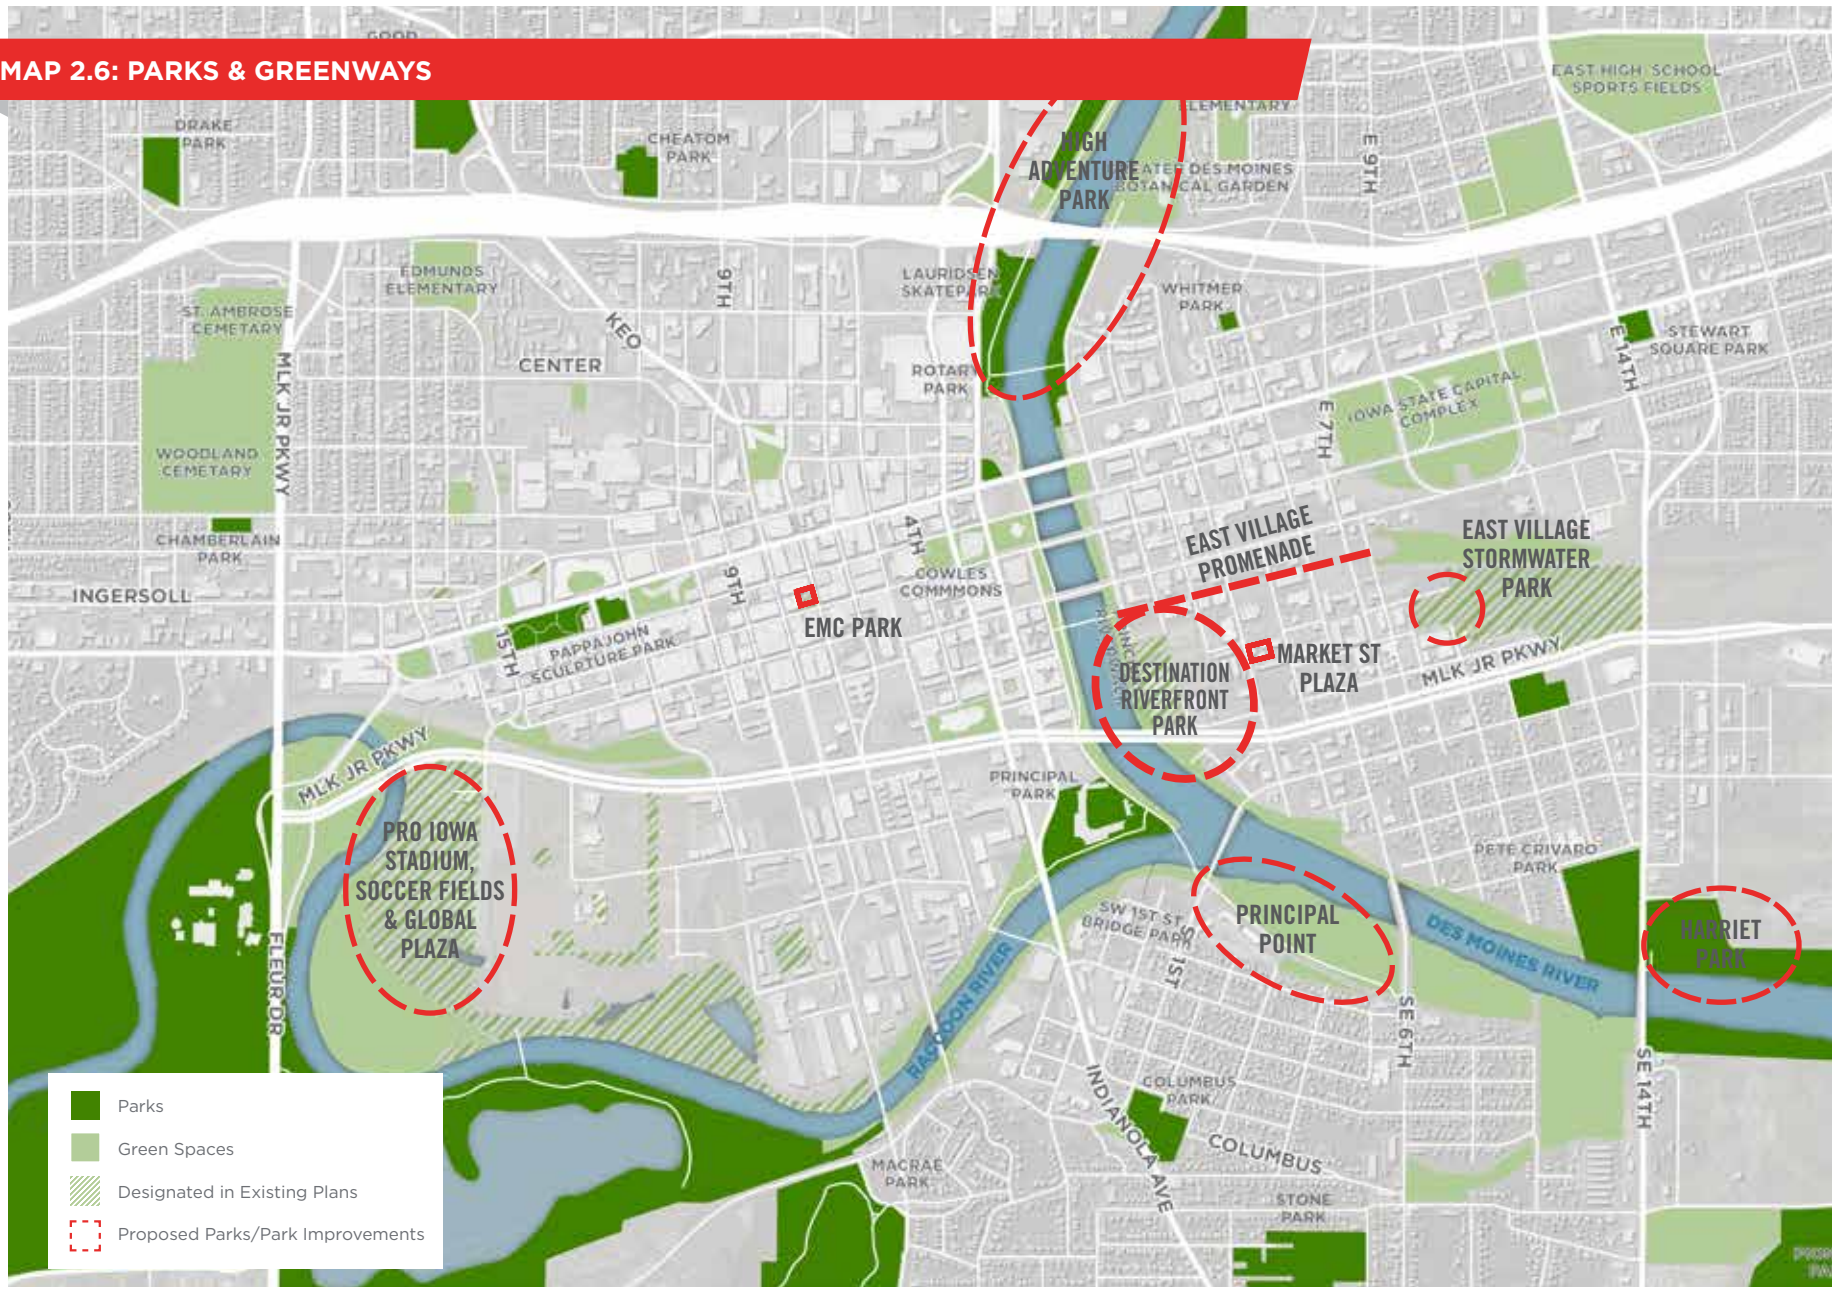 GOOD
MAP 2.6: PARKS & GREENWAYS
DRAKE
PARK
CHEATOM
PARK
ELEMENTARY
EAST HIGH SCHOOL
SPORTS FIELDS
HIGH
ADVENTURE
PARK
DES MOINES
BOTANICAL GARDEN
E 9TH
EDMUNDS
ELEMENTARY
9TH
LAURIDSEN
SKATEPARK
WHITMER
PARK
ST. AMBROSE
CEMETARY
KEO
CENTER
MLK JR PKWY
ROTARY
PARK
E 14TH
STEWART
SQUARE PARK
E 7TH
IOWA STATE CAPITAL
COMPLEX
WOODLAND
CEMETARY
CHAMBERLAIN
PARK
INGERSOLL
4TH
COWLES
COMMMONS
9TH
EMC PARK
EAST VILLAGE
PROMENADE
EAST VILLAGE
STORMWATER
PARK
15TH
PAPPAJOHN
SCULPTURE PARK
DESTINATION
RIVERFRONT
PARK
MARKET ST
PLAZA
MLK JR PKWY
MLK JR PKWY
PRINCIPAL
PARK
PRO IOWA
STADIUM,
SOCCER FIELDS
& GLOBAL
PLAZA
PETE CRIVARO
PARK
SW 1ST ST
BRIDGE PARK
PRINCIPAL
POINT
HARRIET
PARK
DES MOINES RIVER
RACCOON RIVER
FLEUR DR
S 1ST
SE 6TH
SE 14TH
INDIANOLA AVE
COLUMBUS
PARK
COLUMBUS
MACRAE
PARK
STONE
PARK
Parks
Green Spaces
Designated in Existing Plans
Proposed Parks/Park Improvements